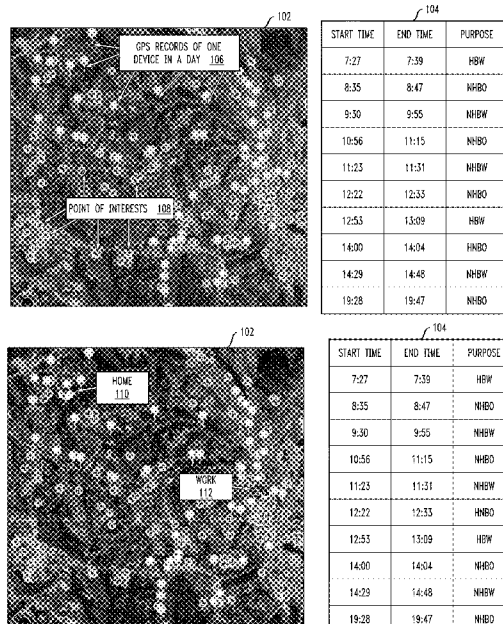 102
GPS RECORDS OF ONE
DEVICE IN A DAY 106
POINT OF INTERESTS 108
104
START TIME END TIME PURPOSE
7:27 7:39 HBW
8:35 8:47 NHBO
9:30 9:55 NHBW
10:56 11:15 NHBO
11:23 11:31 NHBW
12:22 12:33 NHBO
12:53 13:09 HBW
14:00 14:04 HNBO
14:29 14:48 NHBW
19:28 19:47 NHBO
102
HOME
110
WORK
112
104
START TIME END TIME PURPOSE
7:27 7:39 HBW
8:35 8:47 NHBO
9:30 9:55 NHBW
10:56 11:15 NHBO
11:23 11:31 NHBW
12:22 12:33 HNBO
12:53 13:09 HBW
14:00 14:04 NHBO
14:29 14:48 NHBW
19:28 19:47 NHBO